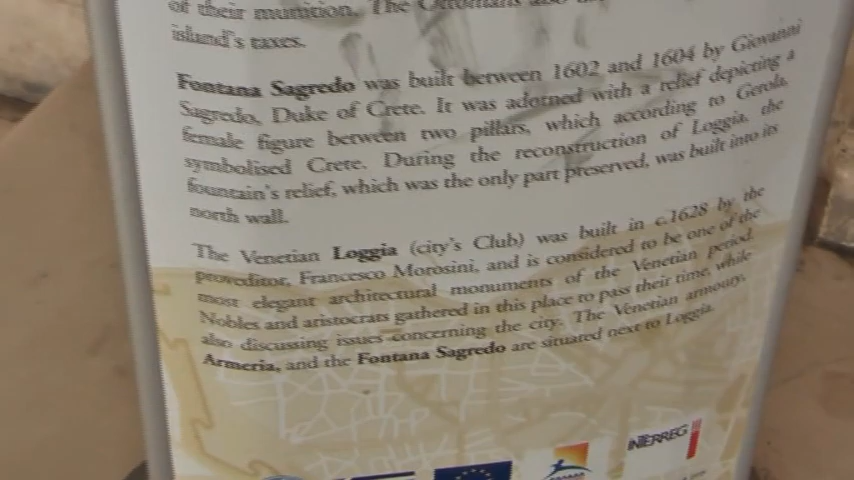 of their munition. The Ottomans also
island's taxes.
Fontana Sagredo was built between 1602 and 1604 by Giovanni
Sagredo, Duke of Crete. It was adorned with a relief depicting a
female figure between two pillars, which according to Gerola,
symbolised Crete. During the reconstruction of Loggia, the
fountain's relief, which was the only part preserved, was built into its
north wall.
The Venetian Loggia (city's Club) was built in c.1628 by the
proveditor, Francesco Morosini, and is considered to be one of the
most elegant architectural monuments of the Venetian period.
Nobles and aristocrats gathered in this place to pass their time, while
also discussing issues concerning the city. The Venetian armoury,
Armeria, and the Fontana Sagredo are situated next to Loggia.
INTERREG III